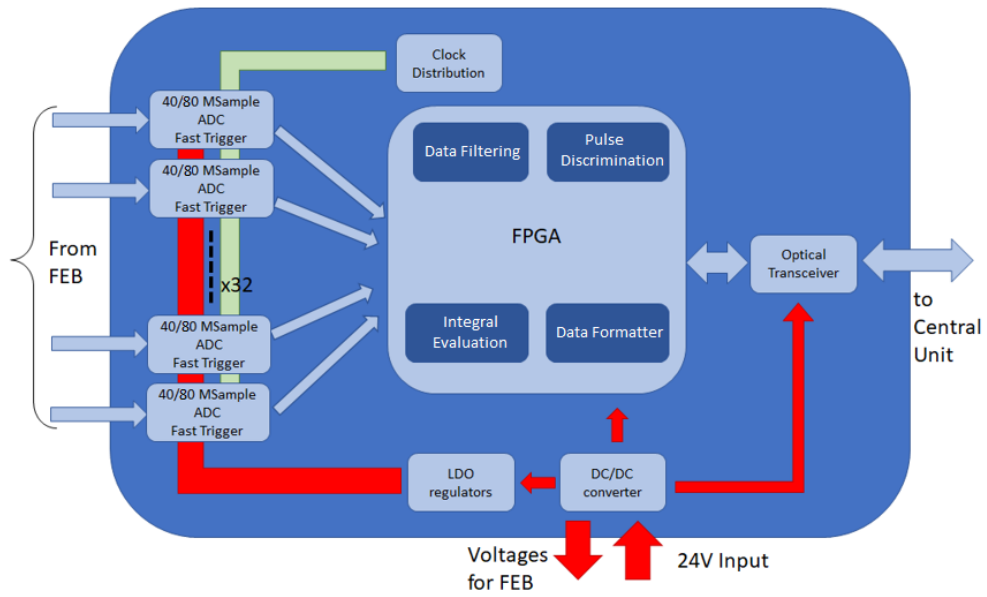 Clock
Distribution
40/80 MSample
ADC
Fast Trigger
40/80 MSample
ADC
Fast Trigger
From
FEB
x32
40/80 MSample
ADC
Fast Trigger
40/80 MSample
ADC
Fast Trigger
Data Filtering
Pulse
Discrimination
FPGA
Integral
Evaluation
Data Formatter
Optical
Transceiver
to
Central
Unit
LDO
regulators
DC/DC
converter
Voltages
for FEB
24V Input